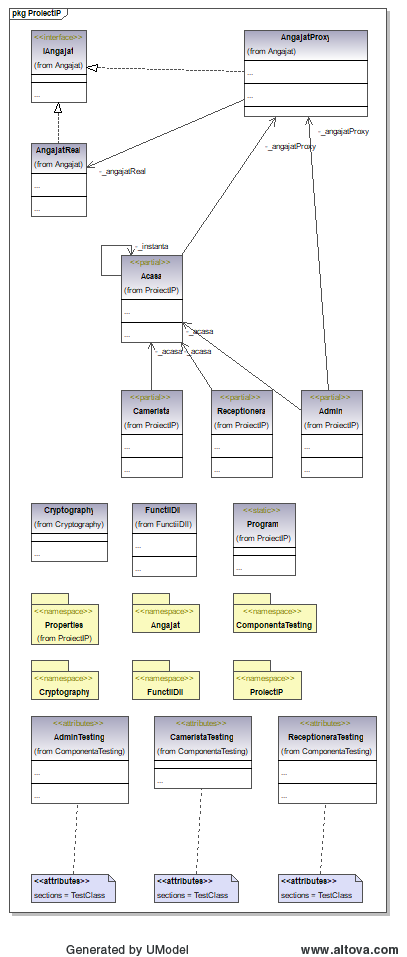 pkg ProiectIP
<<interface>>
IAngajat
(from Angajat)
...
AngajatProxy
(from Angajat)
...
...
AngajatReal
(from Angajat)
...
...
-_angajatReal
-_angajatProxy
-_angajatProxy
-_instanta
<<partial>>
Acasa
(from ProiectIP)
...
...
-_acasa
-_acasa
-_acasa
<<partial>>
Camerista
(from ProiectIP)
...
...
<<partial>>
Receptionera
(from ProiectIP)
...
...
<<partial>>
Admin
(from ProiectIP)
...
...
Cryptography
(from Cryptography)
...
FunctiiDll
(from FunctiiDll)
...
...
<<static>>
Program
(from ProiectIP)
...
<<namespace>>
Properties
(from ProiectIP)
<<namespace>>
Angajat
<<namespace>>
ComponentaTesting
<<namespace>>
Cryptography
<<namespace>>
FunctiiDll
<<namespace>>
ProiectIP
<<attributes>>
AdminTesting
(from ComponentaTesting)
...
...
<<attributes>>
CameristaTesting
(from ComponentaTesting)
...
<<attributes>>
ReceptioneraTesting
(from ComponentaTesting)
...
...
<<attributes>>
sections = TestClass
<<attributes>>
sections = TestClass
<<attributes>>
sections = TestClass
Generated by UModel
www.altova.com